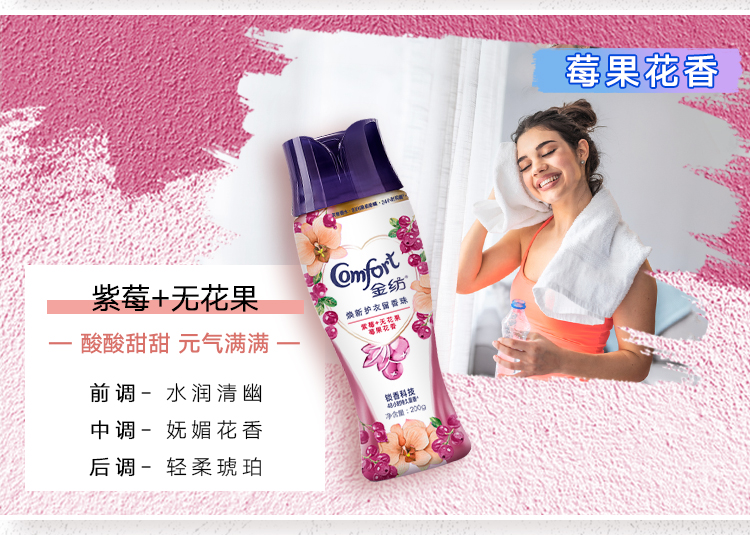 莓果花香
Comfort
金纺
焕新护衣留香珠
紫莓+无花果
莓果花香
锁香科技
净含量:200g
紫莓+无花果
— 酸酸甜甜 元气满满 —
前调- 水润清幽
中调- 妩媚花香
后调- 轻柔琥珀